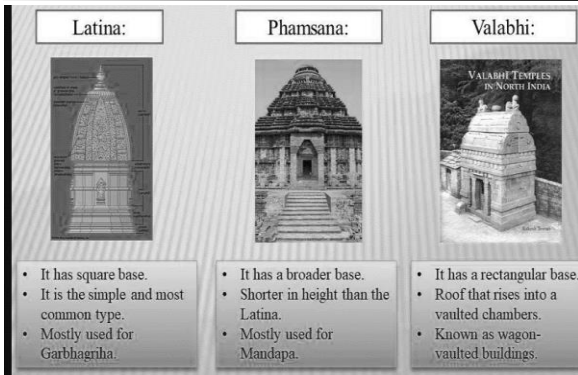 Latina:
Phamsana:
Valabhi:
VALABHI TEMPLES
IN NORTH INDIA
• It has square base.
• It is the simple and most
common type.
• Mostly used for
Garbhagriha.
• It has a broader base.
• Shorter in height than the
Latina.
• Mostly used for
Mandapa.
• It has a rectangular base.
• Roof that rises into a
vaulted chambers.
• Known as wagon-
vaulted buildings.